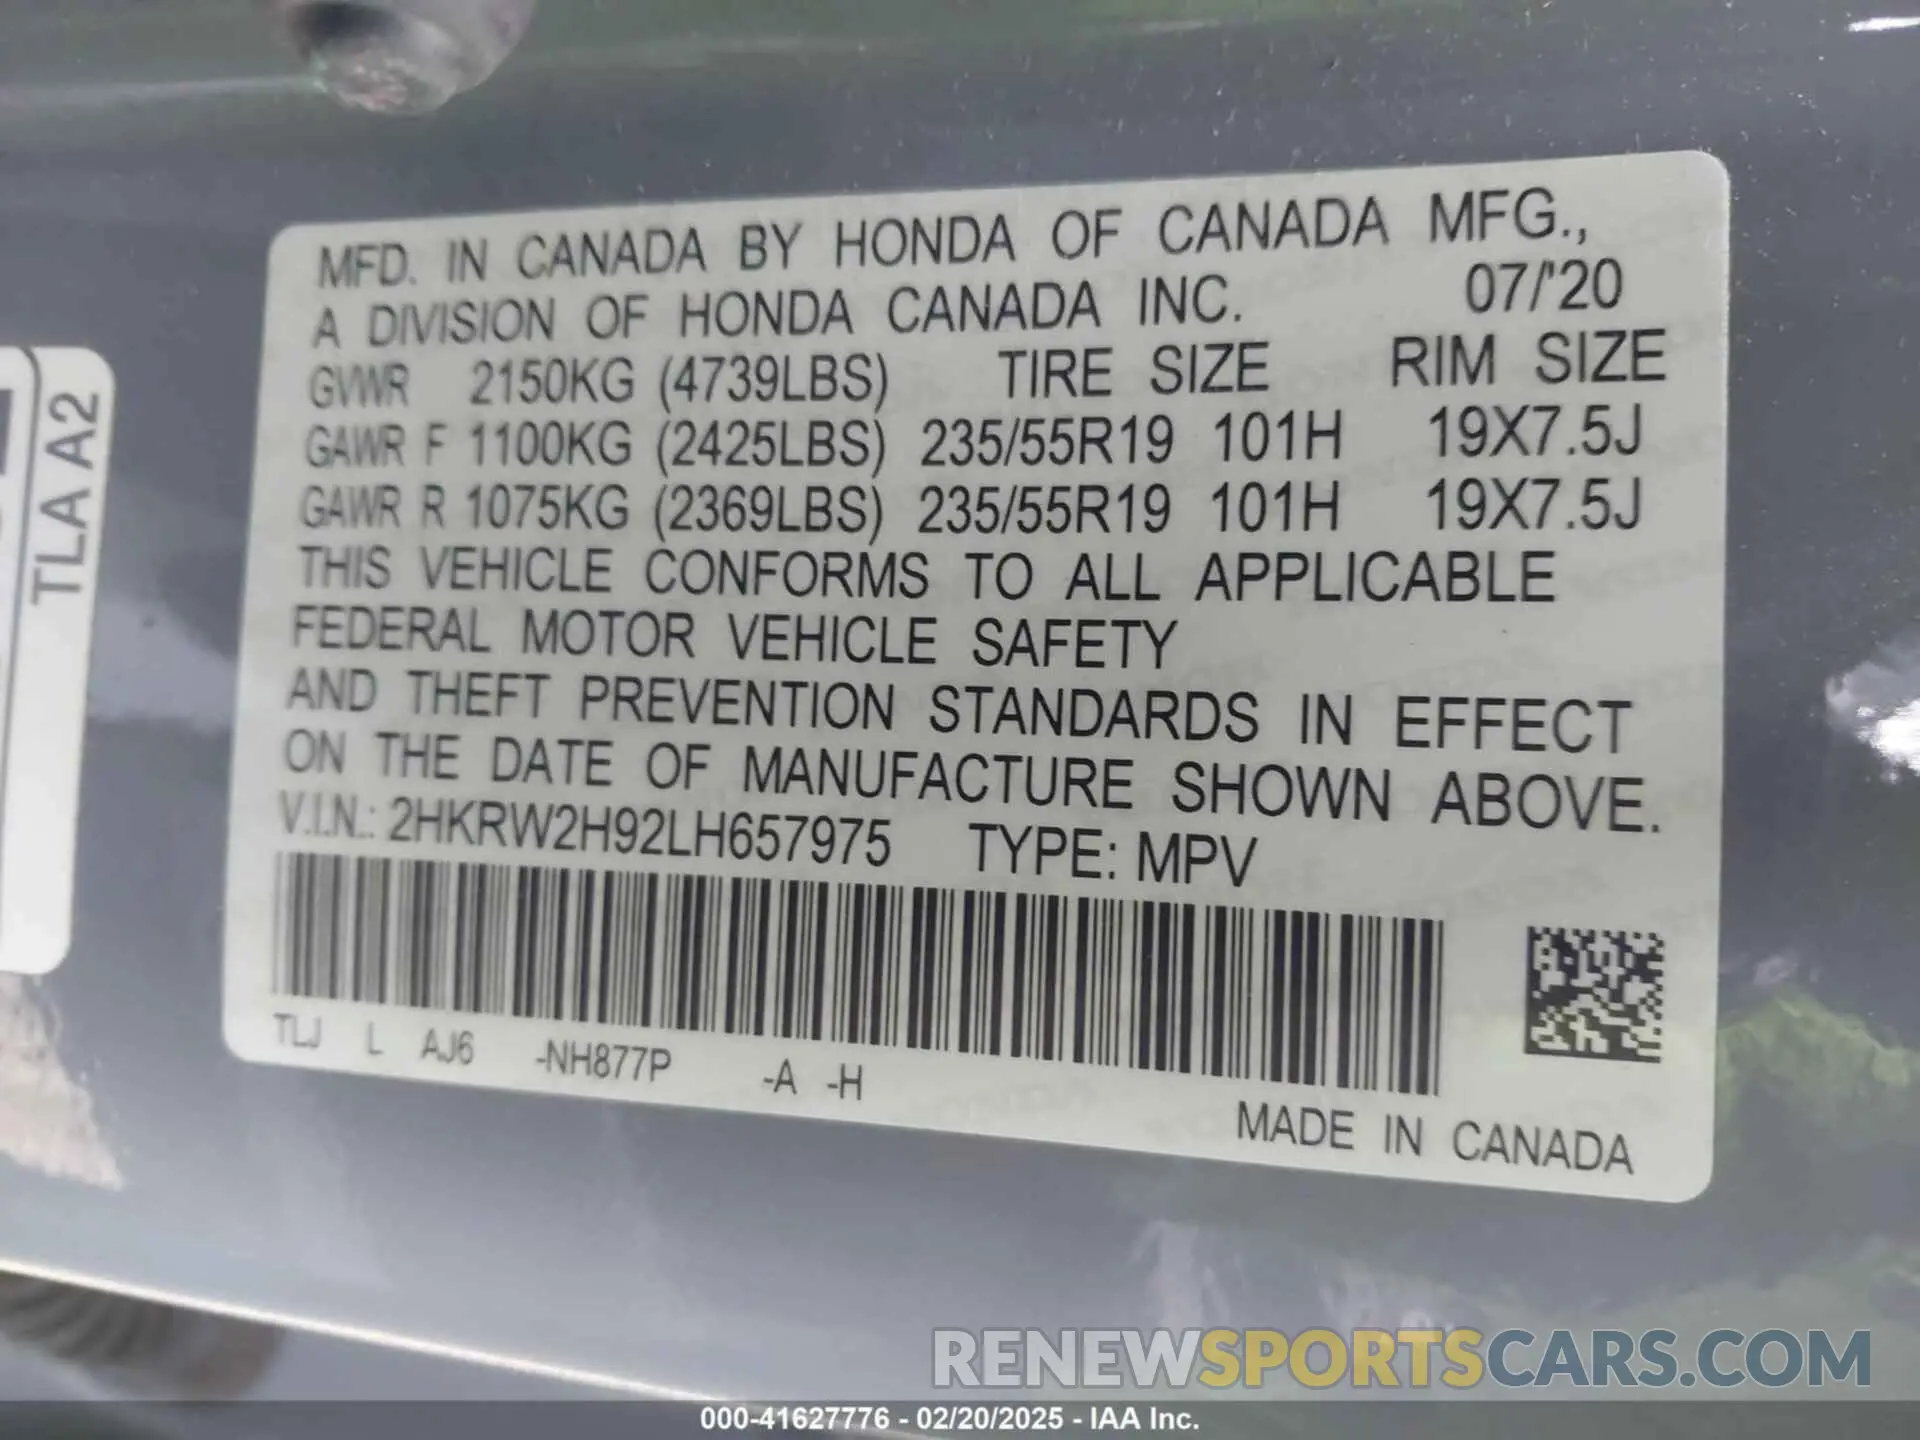 MFD. IN CANADA BY HONDA OF CANADA MFG.,
A DIVISION OF HONDA CANADA INC. 07/'20
GVWR 2150KG (4739LBS) TIRE SIZE RIM SIZE
GAWR F 1100KG (2425LBS) 235/55R19 101H 19X7.5J
GAWR R 1075KG (2369LBS) 235/55R19 101H 19X7.5J
THIS VEHICLE CONFORMS TO ALL APPLICABLE
FEDERAL MOTOR VEHICLE SAFETY
AND THEFT PREVENTION STANDARDS IN EFFECT
ON THE DATE OF MANUFACTURE SHOWN ABOVE.
V.I.N.: 2HKRW2H92LH657975 TYPE: MPV
TLJ L AJ6 -NH877P -A -H
MADE IN CANADA
TLA A2
RENEWSPORTSCARS.COM
000-41627776 - 02/20/2025 - IAA Inc.